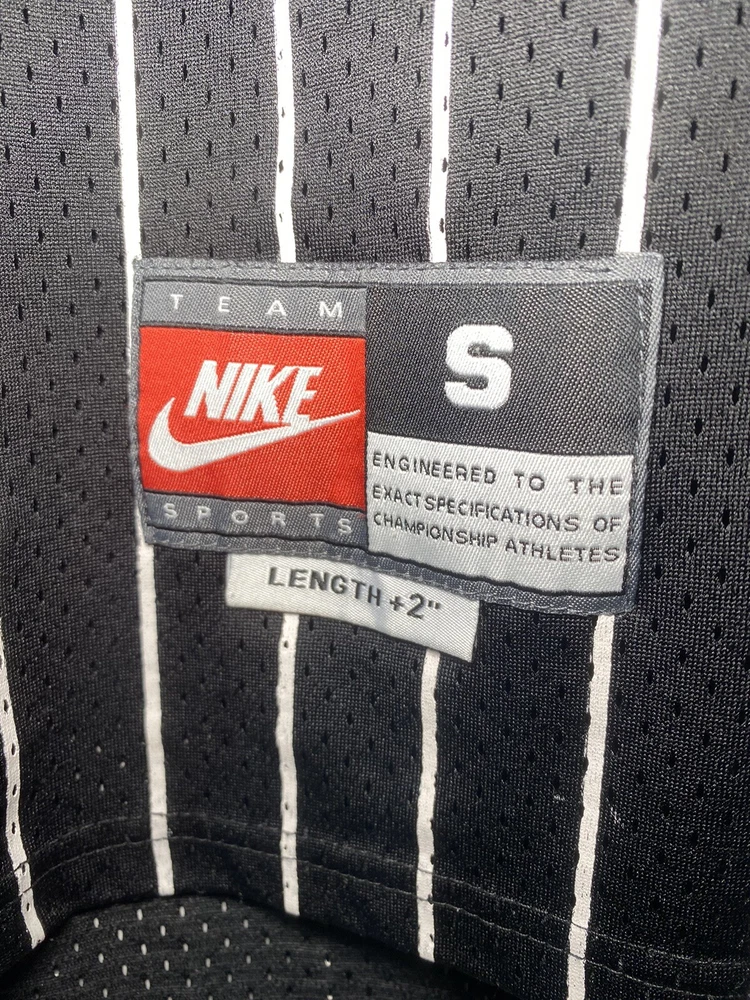 TEAM
NIKE
SPORTS
S
ENGINEERED TO THE
EXACT SPECIFICATIONS OF
CHAMPIONSHIP ATHLETES
LENGTH +2"